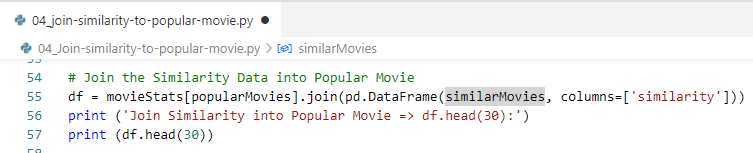 04_join-similarity-to-popular-movie.py
04_Join-similarity-to-popular-movie.py > similarMovies
54 # Join the Similarity Data into Popular Movie
55 df = movieStats[popularMovies].join(pd.DataFrame(similarMovies, columns=['similarity']))
56 print ('Join Similarity into Popular Movie => df.head(30):')
57 print (df.head(30))